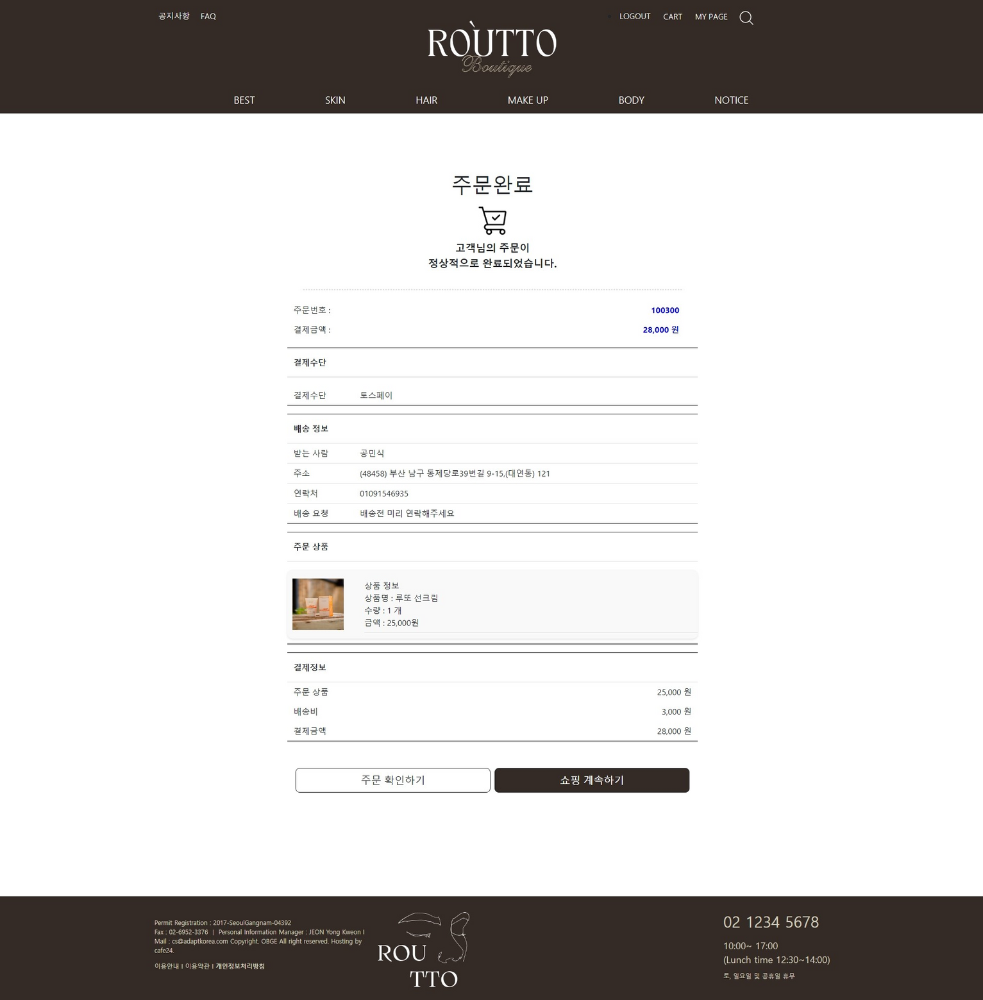 공지사항 FAQ
LOGOUT CART MY PAGE
ROÙTTO
Boutique
BEST SKIN HAIR MAKE UP BODY NOTICE
주문완료
고객님의 주문이
정상적으로 완료되었습니다.
주문번호 : 100300
결제금액 : 28,000 원
결제수단
결제수단 토스페이
배송 정보
받는 사람 공민식
주소 (48458) 부산 남구 동제당로39번길 9-15,(대연동) 121
연락처 01091546935
배송 요청 배송전 미리 연락해주세요
주문 상품
상품 정보
상품명 : 루또 선크림
수량 : 1 개
금액 : 25,000원
결제정보
주문 상품 25,000 원
배송비 3,000 원
결제금액 28,000 원
주문 확인하기 쇼핑 계속하기
Permit Registration : 2017-SeoulGangnam-04392
Fax : 02-6952-3376 | Personal Information Manager : JEON Yong Kweon I
Mail : cs@adaptkorea.com Copyright. OBGE All right reserved. Hosting by
cafe24.
이용안내 I 이용약관 I 개인정보처리방침
ROU
TTO
02 1234 5678
10:00~ 17:00
(Lunch time 12:30~14:00)
토, 일요일 및 공휴일 휴무